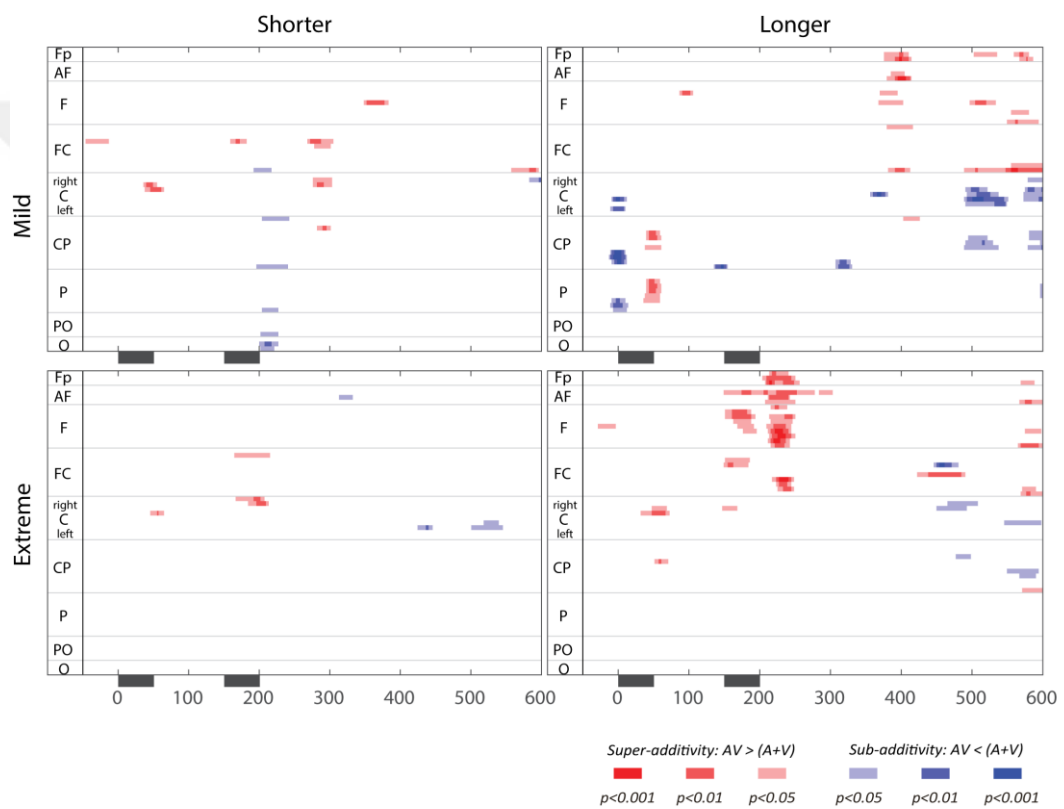 Shorter Longer
Mild
Fp
AF
F
FC
right
C
left
CP
P
PO
O
Extreme
Fp
AF
F
FC
right
C
left
CP
P
PO
O
Fp
AF
F
FC
right
C
left
CP
P
PO
O
Fp
AF
F
FC
right
C
left
CP
P
PO
O
0 100 200 300 400 500 600 0 100 200 300 400 500 600
Super-additivity: AV > (A+V) Sub-additivity: AV < (A+V)
p<0.001 p<0.01 p<0.05 p<0.05 p<0.01 p<0.001